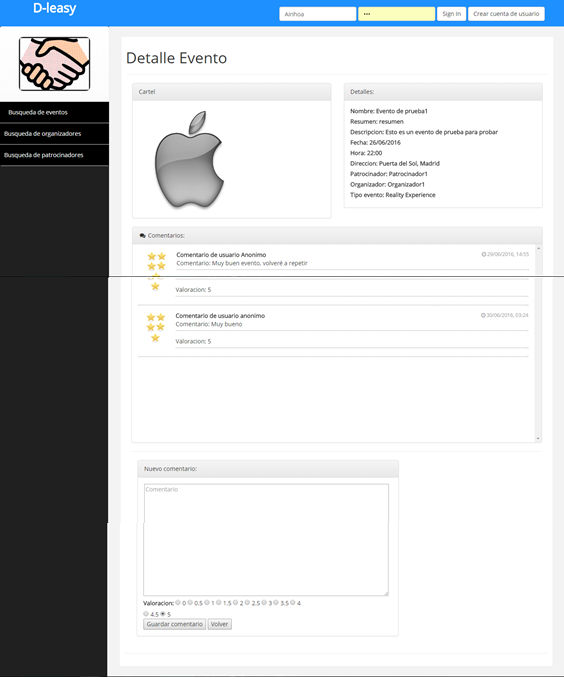 D-leasy
Ainhoa
•••
Sign In
Crear cuenta de usuario
Busqueda de eventos
Busqueda de organizadores
Busqueda de patrocinadores
Detalle Evento
Cartel
Detalles:
Nombre: Evento de prueba1
Resumen: resumen
Descripcion: Esto es un evento de prueba para probar
Fecha: 26/06/2016
Hora: 22:00
Direccion: Puerta del Sol, Madrid
Patrocinador: Patrocinador1
Organizador: Organizador1
Tipo evento: Reality Experience
Comentarios:
Comentario de usuario Anonimo
29/06/2016, 14:55
Comentario: Muy buen evento, volveré a repetir
Valoracion: 5
Comentario de usuario anonimo
30/06/2016, 03:24
Comentario: Muy bueno
Valoracion: 5
Nuevo comentario:
Comentario
Valoracion: 0 0.5 1 1.5 2 2.5 3 3.5 4
4.5 5
Guardar comentario
Volver